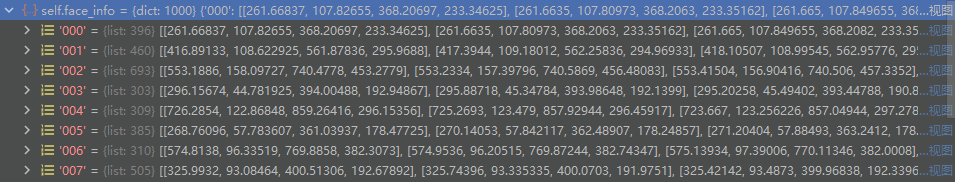 self.face_info = {dict: 1000} {'000': [[261.66837, 107.82655, 368.20697, 233.34625], [261.6635, 107.80973, 368.2063, 233.35162], [261.665, 107.849655, 368...视图
'000' = {list: 396} [[261.66837, 107.82655, 368.20697, 233.34625], [261.6635, 107.80973, 368.2063, 233.35162], [261.665, 107.849655, 368.2082, 233.35...视图
'001' = {list: 460} [[416.89133, 108.622925, 561.87836, 295.9688], [417.3944, 109.18012, 562.25836, 294.96933], [418.10507, 108.99545, 562.95776, 29...视图
'002' = {list: 693} [[553.1886, 158.09727, 740.4778, 453.2779], [553.2334, 157.39796, 740.5869, 456.48083], [553.41504, 156.90416, 740.506, 457.3352],...视图
'003' = {list: 303} [[296.15674, 44.781925, 394.00488, 192.94867], [295.88718, 45.34784, 393.98648, 192.1399], [295.20258, 45.49402, 393.44788, 190.8...视图
'004' = {list: 309} [[726.2854, 122.86848, 859.26416, 296.15356], [725.2693, 123.479, 857.92944, 296.45917], [723.667, 123.256226, 857.04944, 297.278...视图
'005' = {list: 385} [[268.76096, 57.783607, 361.03937, 178.47725], [270.14053, 57.842117, 362.48907, 178.24857], [271.20404, 57.88493, 363.2412, 178....视图
'006' = {list: 310} [[574.8138, 96.33519, 769.8858, 382.3073], [574.9536, 96.20515, 769.87244, 382.74347], [575.13934, 97.39006, 770.11346, 382.0008],...视图
'007' = {list: 505} [[325.9932, 93.08464, 400.51306, 192.67892], [325.74396, 93.335335, 400.0703, 191.9751], [325.42142, 93.4873, 399.96838, 192.3396...视图